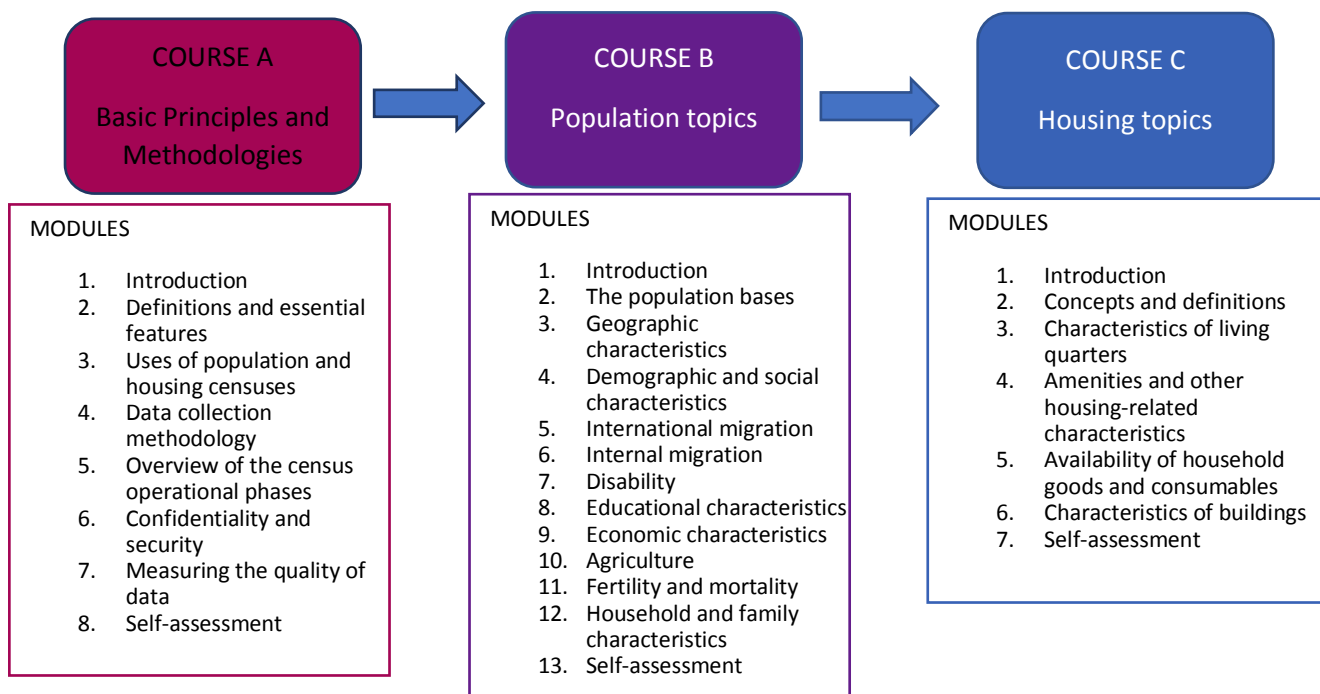 COURSE A
Basic Principles and
Methodologies
MODULES
1. Introduction
2. Definitions and essential
features
3. Uses of population and
housing censuses
4. Data collection
methodology
5. Overview of the census
operational phases
6. Confidentiality and
security
7. Measuring the quality of
data
8. Self-assessment
COURSE B
Population topics
MODULES
1. Introduction
2. The population bases
3. Geographic
characteristics
4. Demographic and social
characteristics
5. International migration
6. Internal migration
7. Disability
8. Educational characteristics
9. Economic characteristics
10. Agriculture
11. Fertility and mortality
12. Household and family
characteristics
13. Self-assessment
COURSE C
Housing topics
MODULES
1. Introduction
2. Concepts and definitions
3. Characteristics of living
quarters
4. Amenities and other
housing-related
characteristics
5. Availability of household
goods and consumables
6. Characteristics of buildings
7. Self-assessment